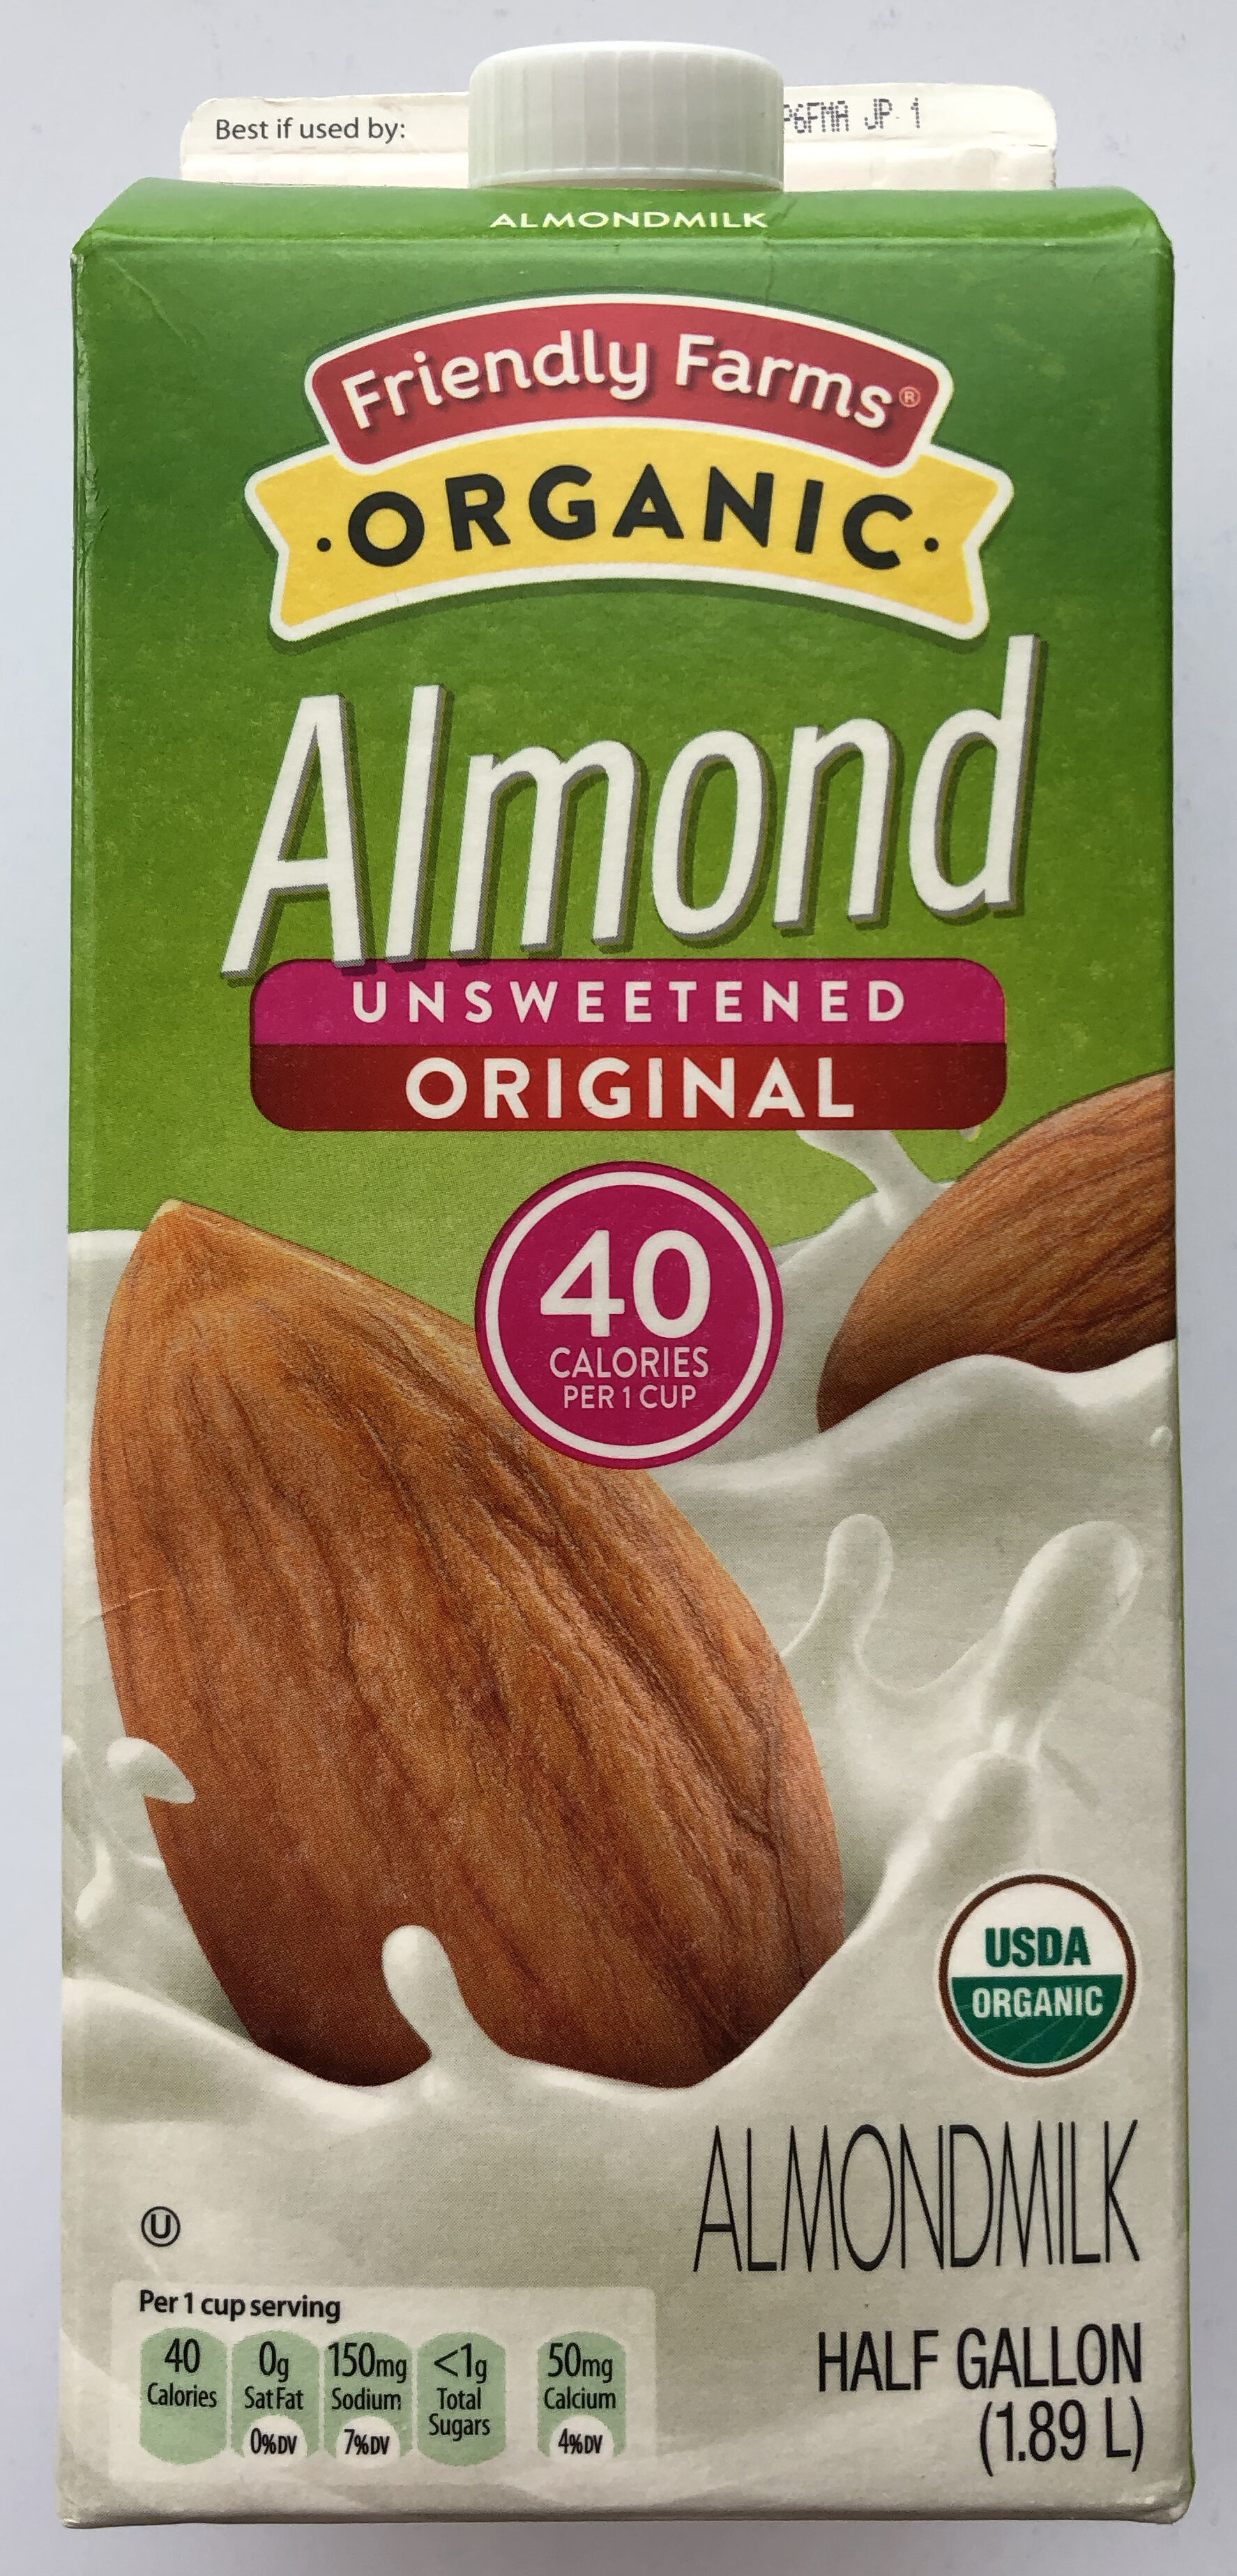 Best if used by:
P6FMA JP 1
ALMONDMILK
Friendly Farms®
·ORGANIC·
Almond
UNSWEETENED
ORIGINAL
40
CALORIES
PER 1 CUP
USDA
ORGANIC
ALMONDMILK
U
HALF GALLON
(1.89 L)
Per 1 cup serving
40 Calories
0g Sat Fat 0%DV
150mg Sodium 7%DV
<1g Total Sugars
50mg Calcium 4%DV